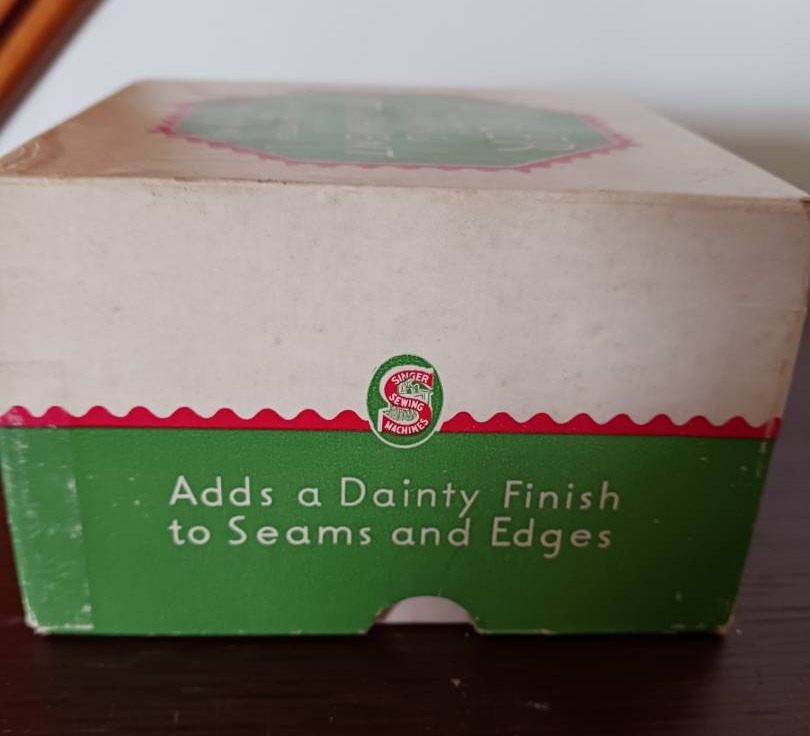 SINGER
SEWING
MACHINES
Adds a Dainty Finish
to Seams and Edges